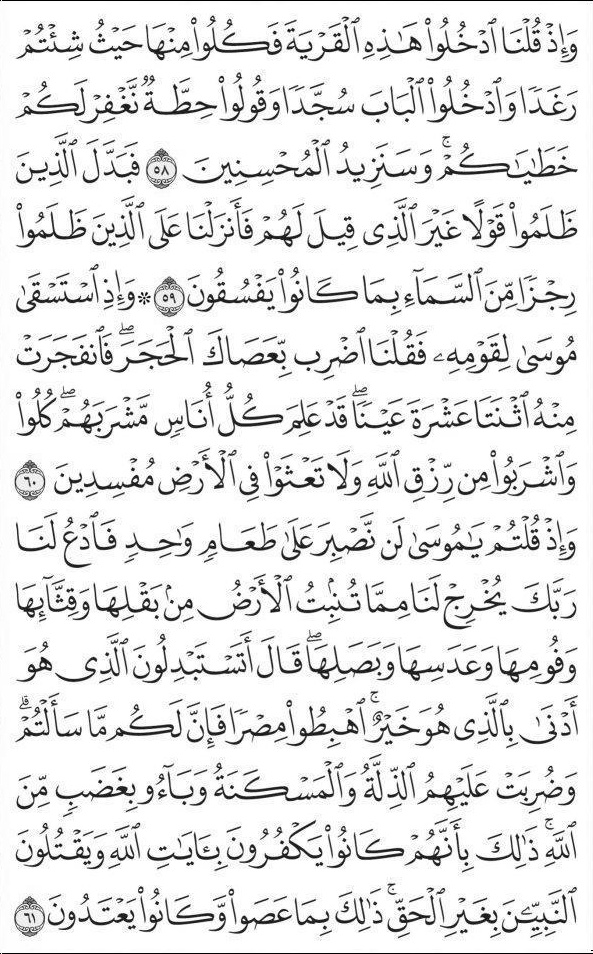 وَإِذۡ قُلۡنَا ٱدۡخُلُواْ هَٰذِهِ ٱلۡقَرۡيَةَ فَكُلُواْ مِنۡهَا حَيۡثُ شِئۡتُمۡ
رَغَدٗا وَٱدۡخُلُواْ ٱلۡبَابَ سُجَّدٗا وَقُولُواْ حِطَّةٞ نَّغۡفِرۡ لَكُمۡ
خَطَٰيَٰكُمۡۚ وَسَنَزِيدُ ٱلۡمُحۡسِنِينَ ٥٨ فَبَدَّلَ ٱلَّذِينَ
ظَلَمُواْ قَوۡلًا غَيۡرَ ٱلَّذِي قِيلَ لَهُمۡ فَأَنزَلۡنَا عَلَى ٱلَّذِينَ ظَلَمُواْ
رِجۡزٗا مِّنَ ٱلسَّمَآءِ بِمَا كَانُواْ يَفۡسُقُونَ ٥٩ * وَإِذِ ٱسۡتَسۡقَىٰ
مُوسَىٰ لِقَوۡمِهِۦ فَقُلۡنَا ٱضۡرِب بِّعَصَاكَ ٱلۡحَجَرَۖ فَٱنفَجَرَتۡ
مِنۡهُ ٱثۡنَتَا عَشۡرَةَ عَيۡنٗاۖ قَدۡ عَلِمَ كُلُّ أُنَاسٖ مَّشۡرَبَهُمۡۖ كُلُواْ
وَٱشۡرَبُواْ مِن رِّزۡقِ ٱللَّهِ وَلَا تَعۡثَوۡاْ فِي ٱلۡأَرۡضِ مُفۡسِدِينَ ٦٠
وَإِذۡ قُلۡتُمۡ يَٰمُوسَىٰ لَن نَّصۡبِرَ عَلَىٰ طَعَامٖ وَٰحِدٖ فَٱدۡعُ لَنَا
رَبَّكَ يُخۡرِجۡ لَنَا مِمَّا تُنۢبِتُ ٱلۡأَرۡضُ مِنۢ بَقۡلِهَا وَقِثَّآئِهَا
وَفُومِهَا وَعَدَسِهَا وَبَصَلِهَاۖ قَالَ أَتَسۡتَبۡدِلُونَ ٱلَّذِي هُوَ
أَدۡنَىٰ بِٱلَّذِي هُوَ خَيۡرٌۚ ٱهۡبِطُواْ مِصۡرٗا فَإِنَّ لَكُم مَّا سَأَلۡتُمۡۗ
وَضُرِبَتۡ عَلَيۡهِمُ ٱلذِّلَّةُ وَٱلۡمَسۡكَنَةُ وَبَآءُو بِغَضَبٖ مِّنَ
ٱللَّهِۚ ذَٰلِكَ بِأَنَّهُمۡ كَانُواْ يَكۡفُرُونَ بِـَٔايَٰتِ ٱللَّهِ وَيَقۡتُلُونَ
ٱلنَّبِيِّـۧنَ بِغَيۡرِ ٱلۡحَقِّۚ ذَٰلِكَ بِمَا عَصَواْ وَّكَانُواْ يَعۡتَدُونَ ٦١